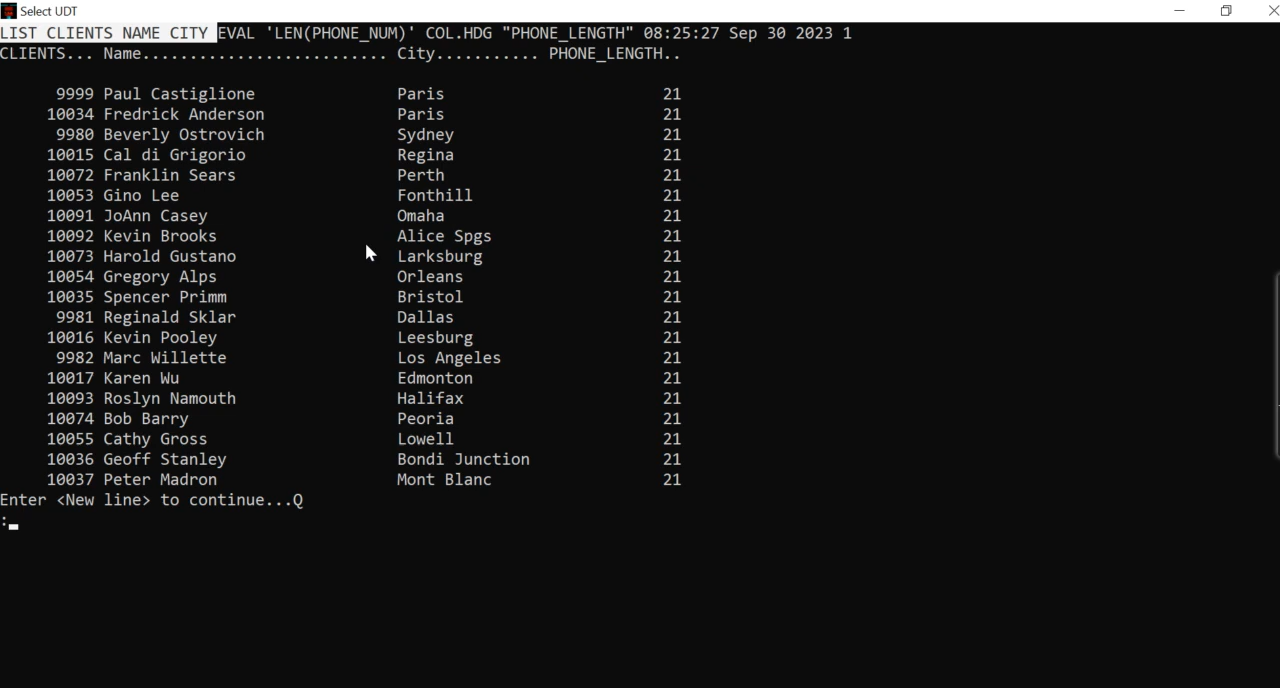 Select UDT
LIST CLIENTS NAME CITY EVAL 'LEN(PHONE_NUM)' COL.HDG "PHONE_LENGTH" 08:25:27 Sep 30 2023 1
CLIENTS... Name.......................... City........... PHONE_LENGTH..
9999 Paul Castiglione Paris 21
10034 Fredrick Anderson Paris 21
9980 Beverly Ostrovich Sydney 21
10015 Cal di Grigorio Regina 21
10072 Franklin Sears Perth 21
10053 Gino Lee Fonthill 21
10091 JoAnn Casey Omaha 21
10092 Kevin Brooks Alice Spgs 21
10073 Harold Gustano Larksburg 21
10054 Gregory Alps Orleans 21
10035 Spencer Primm Bristol 21
9981 Reginald Sklar Dallas 21
10016 Kevin Pooley Leesburg 21
9982 Marc Willette Los Angeles 21
10017 Karen Wu Edmonton 21
10093 Roslyn Namouth Halifax 21
10074 Bob Barry Peoria 21
10055 Cathy Gross Lowell 21
10036 Geoff Stanley Bondi Junction 21
10037 Peter Madron Mont Blanc 21
Enter <New line> to continue...Q
: